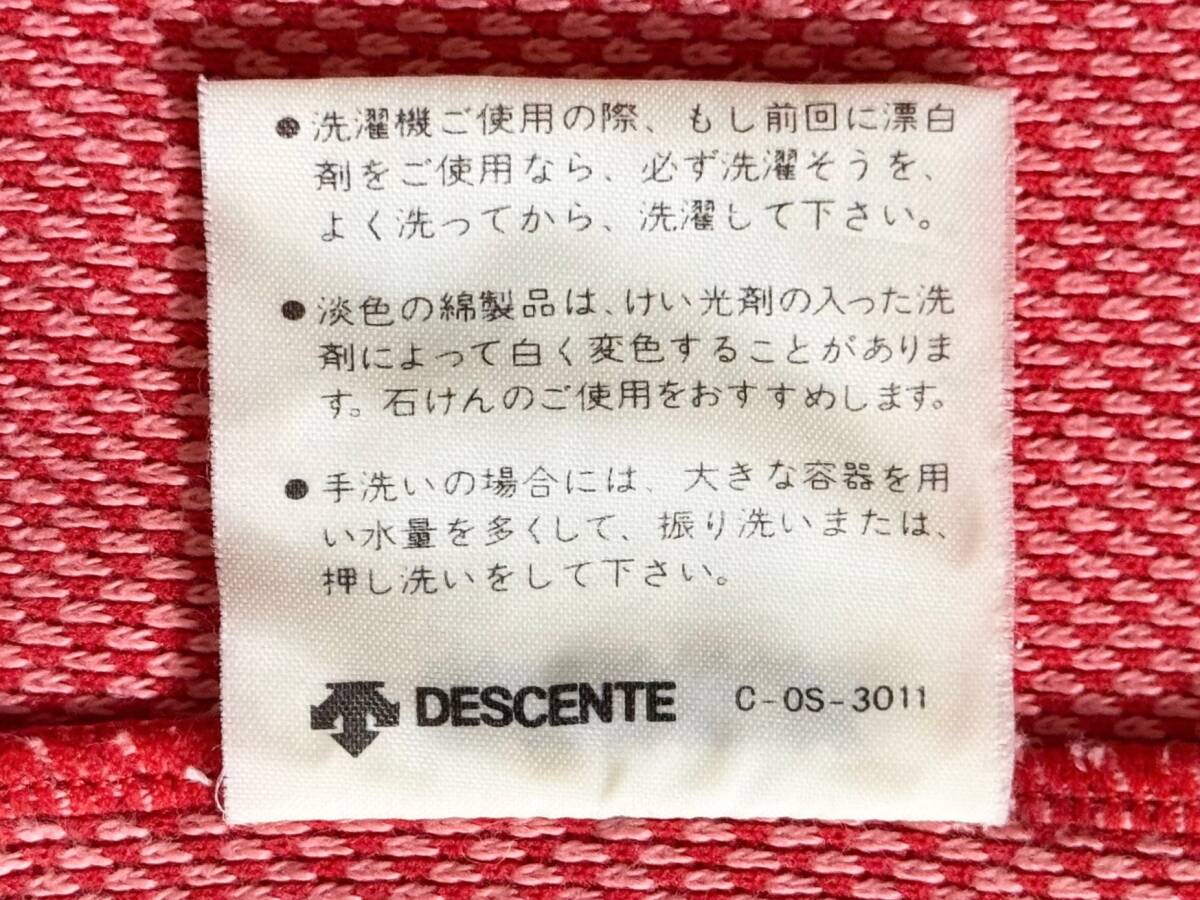 ●洗濯機ご使用の際、もし前回に漂白
剤をご使用なら、必ず洗濯そうを、
よく洗ってから、洗濯して下さい。
●淡色の綿製品は、けい光剤の入った洗
剤によって白く変色することがありま
す。石けんのご使用をおすすめします。
●手洗いの場合には、大きな容器を用
い水量を多くして、振り洗いまたは、
押し洗いをして下さい。
DESCENTE C-OS-3011